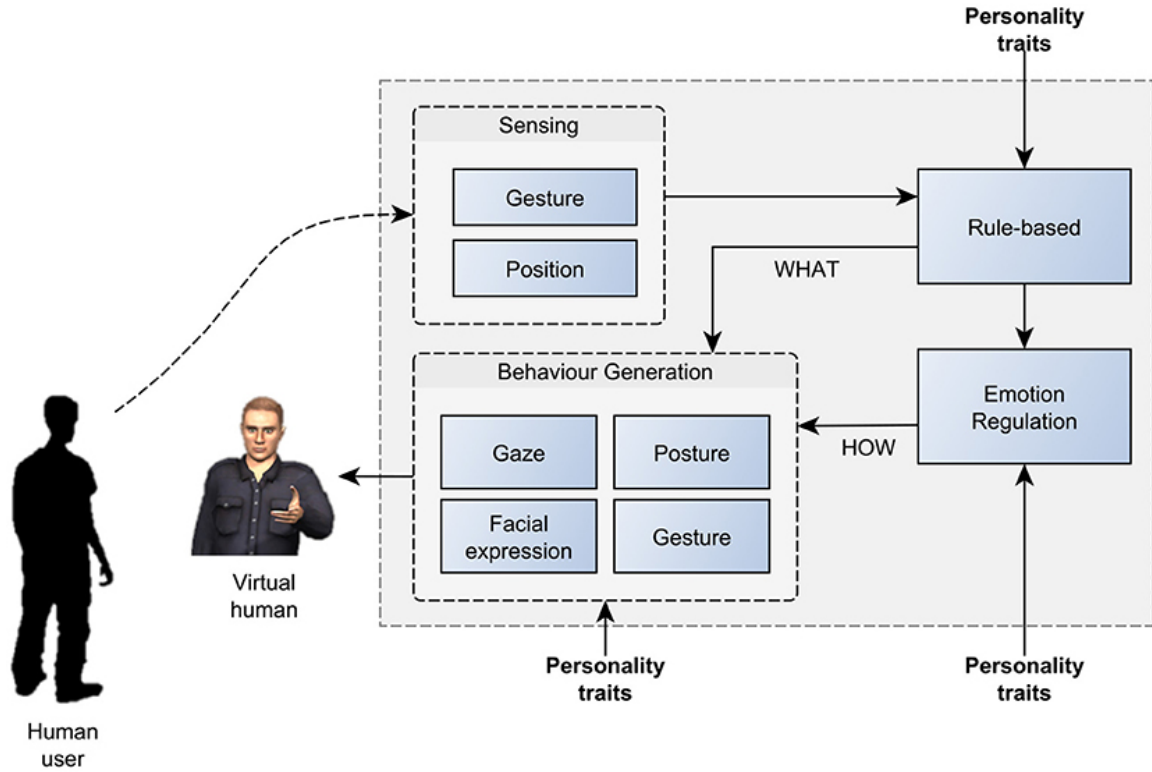 Personality
traits
Sensing
Gesture
Position
Rule-based
WHAT
Behaviour Generation
Gaze
Posture
Facial
expression
Gesture
Emotion
Regulation
HOW
Virtual
human
Personality
traits
Personality
traits
Human
user